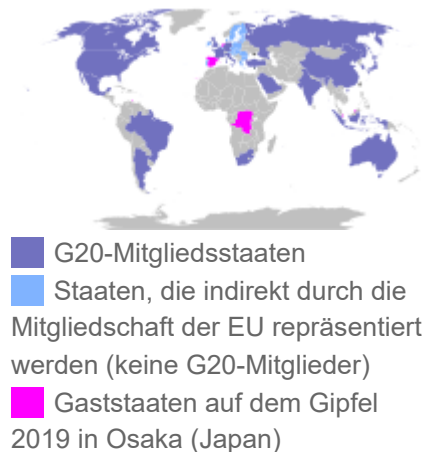 G20-Mitgliedsstaaten
Staaten, die indirekt durch die
Mitgliedschaft der EU repräsentiert
werden (keine G20-Mitglieder)
Gaststaaten auf dem Gipfel
2019 in Osaka (Japan)